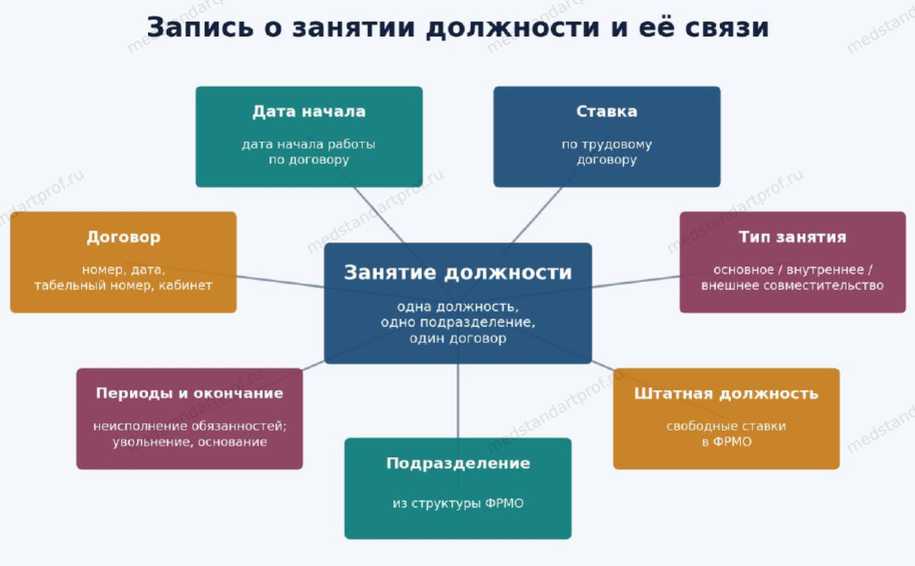 Запись о занятии должности и её связи
Дата начала
дата начала работы
по договору
Ставка
по трудовому
договору
Договор
номер, дата,
табельный номер, кабинет
Занятие должности
одна должность,
одно подразделение,
один договор
Тип занятия
основное / внутреннее /
внешнее совместительство
Периоды и окончание
неисполнение обязанностей;
увольнение, основание
Штатная должность
свободные ставки
в ФРМО
Подразделение
из структуры ФРМО
medstandartprof.ru